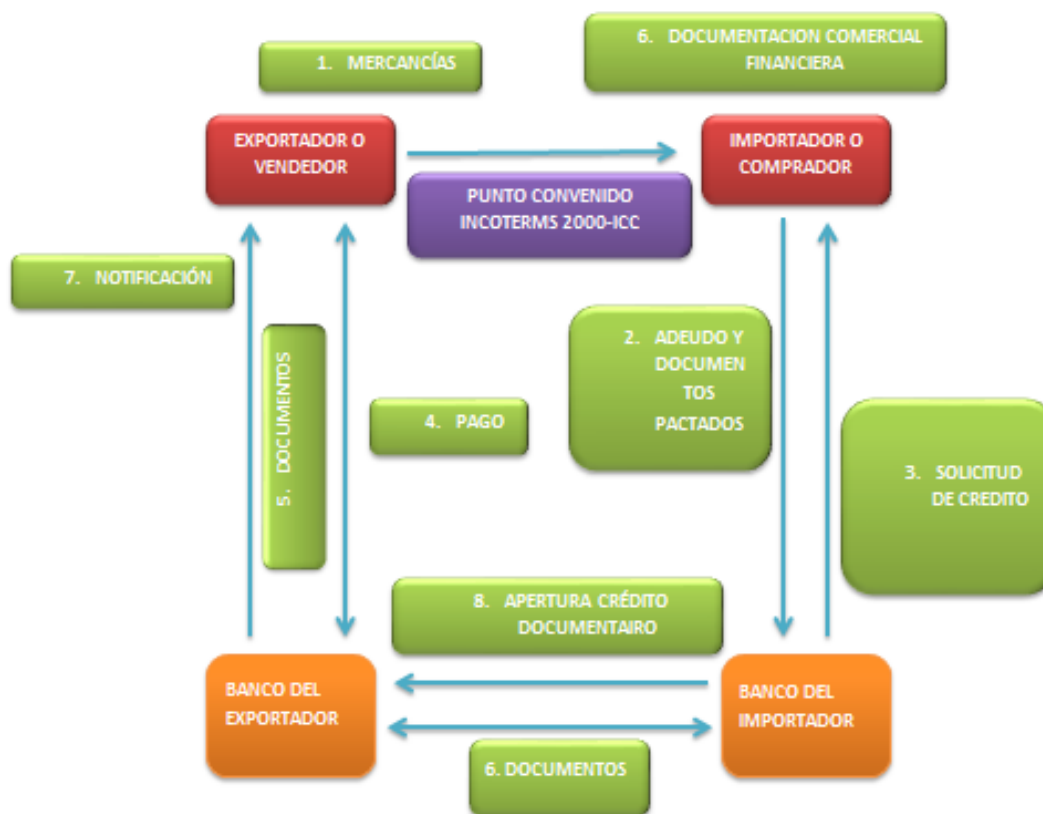 6. DOCUMENTACION COMERCIAL
FINANCIERA
1. MERCANCÍAS
EXPORTADOR O
VENDEDOR
IMPORTADOR O
COMPRADOR
PUNTO CONVENIDO
INCOTERMS 2000-ICC
7. NOTIFICACIÓN
2. ADEUDO Y
DOCUMEN
TOS
PACTADOS
5. DOCUMENTOS
4. PAGO
3. SOLICITUD
DE CREDITO
8. APERTURA CRÉDITO
DOCUMENTAIRO
BANCO DEL
EXPORTADOR
BANCO DEL
IMPORTADOR
6. DOCUMENTOS